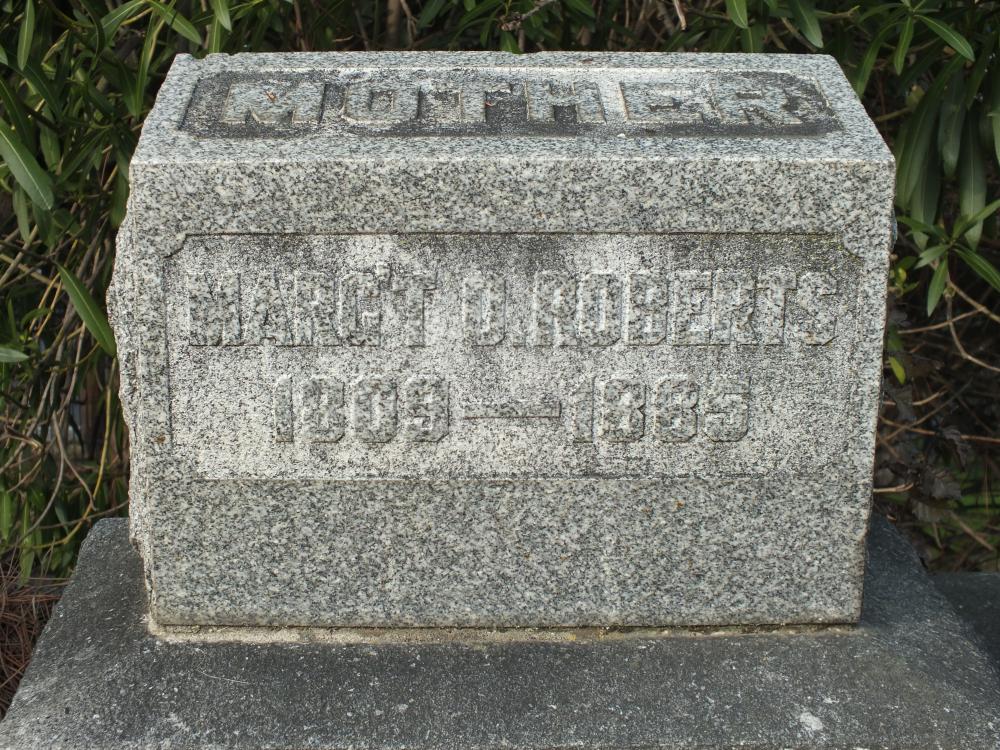 MOTHER
MARG'T D. ROBERTS
1809—1885